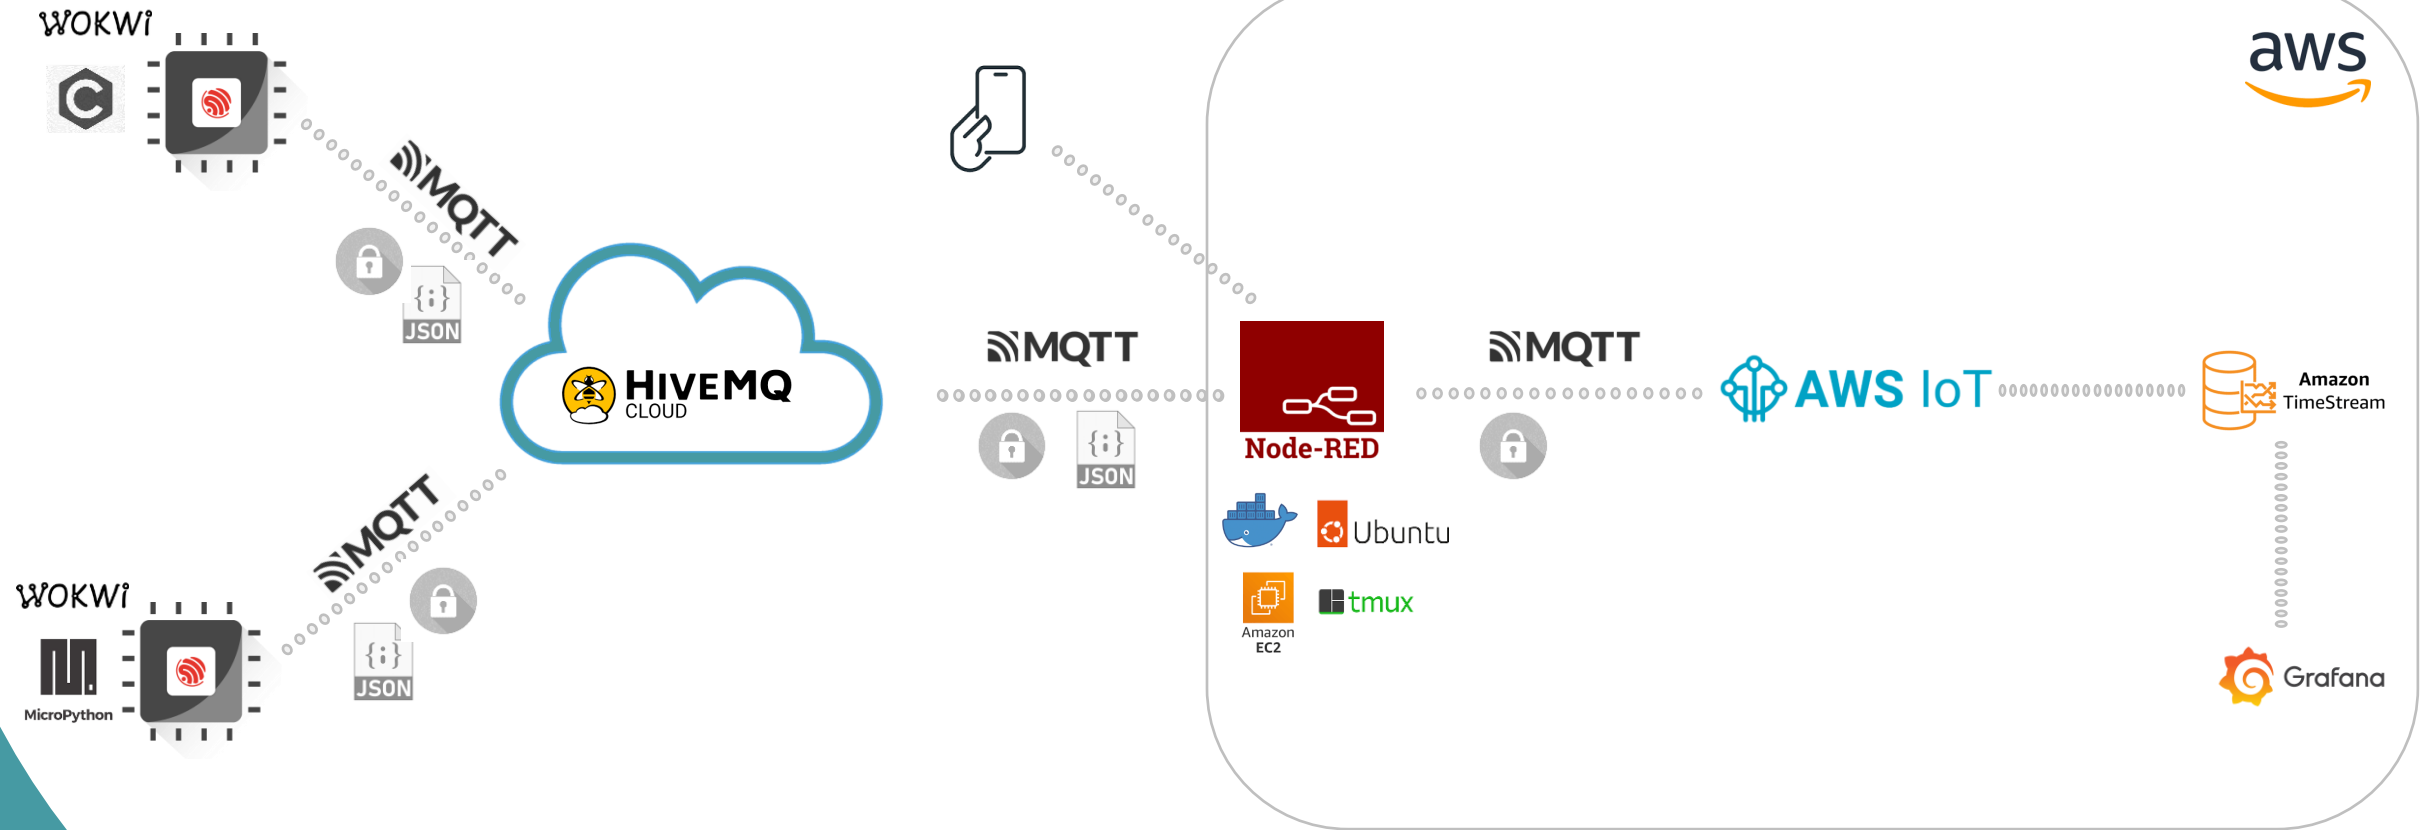 WOKWi
C
MQTT
{;}
JSON
HIVEMQ
CLOUD
MQTT
{;}
JSON
WOKWi
MicroPython
MQTT
{;}
JSON
aws
Node-RED
Ubuntu
Amazon
EC2
tmux
MQTT
AWS IoT
Amazon
TimeStream
Grafana